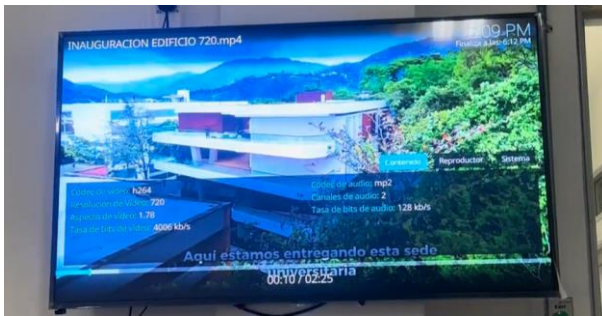 INAUGURACION EDIFICIO 720.mp4
6:09 PM
Finaliza a las: 6:12 PM
Contenido Reproductor Sistema
Códec de video: h264
Resolución de Video: 720
Aspecto de video: 1.78
Tasa de bits de video: 4006 kb/s
Códec de audio: mp2
Canales de audio: 2
Tasa de bits de audio: 128 kb/s
Aquí estamos entregando esta sede
universitaria
00:10 / 02:25